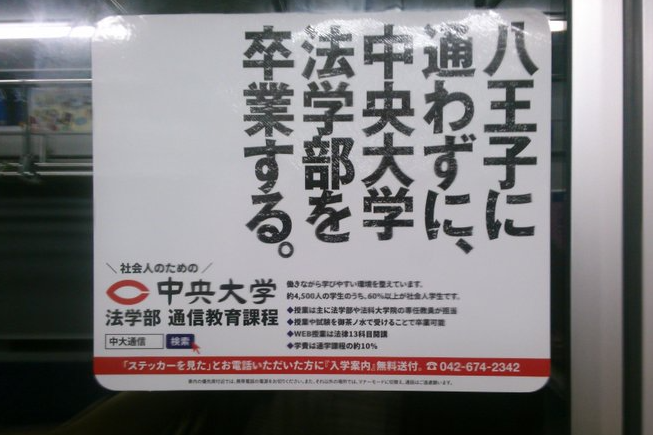 八王子に
通わずに、
中央大学
法学部を
卒業する。
社会人のための
中央大学
法学部 通信教育課程
中大通信 検索
働きながら学びやすい環境を整えています。
約4,500人の学生のうち、60%以上が社会人学生です。
◆授業は主に法学部や法科大学院の専任教員が担当
◆授業や試験を御茶ノ水で受けることで卒業可能
◆WEB授業は法律13科目開講
◆学費は通学課程の約10%
「ステッカーを見た」とお電話いただいた方に『入学案内』無料送付。☎042-674-2342